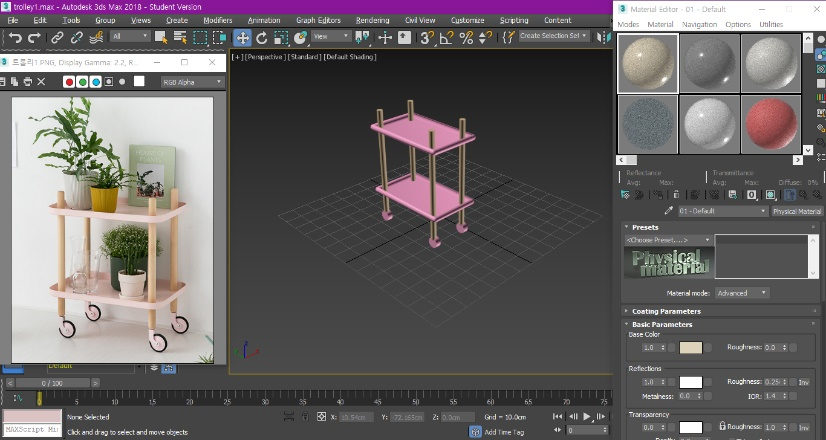 trolley1.max - Autodesk 3ds Max 2018 - Student Version
File Edit Tools Group Views Create Modifiers Animation Graph Editors Rendering Civil View Customize Scripting Content
All View Create Selection Set
트롤리1.PNG, Display Gamma: 2.2, R...
RGB Alpha
[+] [Perspective] [Standard] [Default Shading]
Default
0 / 100
0 5 10 15 20 25 30 35 40 45 50 55 60 65 70 75
None Selected
X: 10.54cm Y: -72.165cm Z: 0.0cm Grid = 10.0cm
MAXScript Mi
Click and drag to select and move objects
Add Time Tag
0
Material Editor - 01 - Default
Modes Material Navigation Options Utilities
Reflectance Transmittance
Avg: Max: Avg: Max: Diffuse: 0%
01 - Default Physical Material
Presets
<Choose Preset....>
Physical material
Material mode: Advanced
Coating Parameters
Basic Parameters
Base Color
1.0 Roughness: 0.0
Reflections
1.0 Roughness: 0.25 Inv
Metalness: 0.0 IOR: 1.4
Transparency
0.0 Roughness: 1.0 Inv